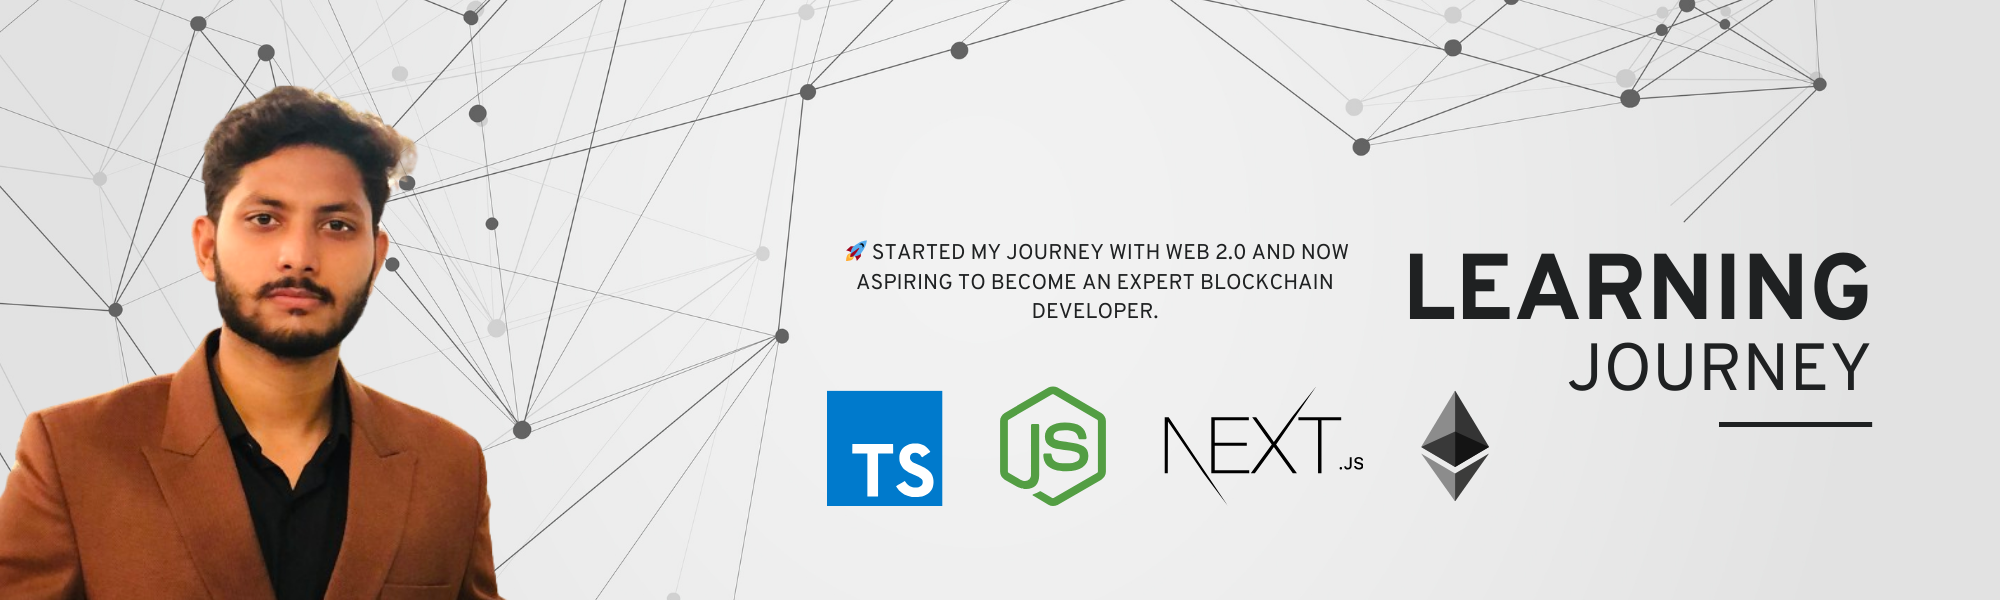 🚀 STARTED MY JOURNEY WITH WEB 2.0 AND NOW
ASPIRING TO BECOME AN EXPERT BLOCKCHAIN
DEVELOPER.
LEARNING
JOURNEY
TS
JS
NEXT.JS